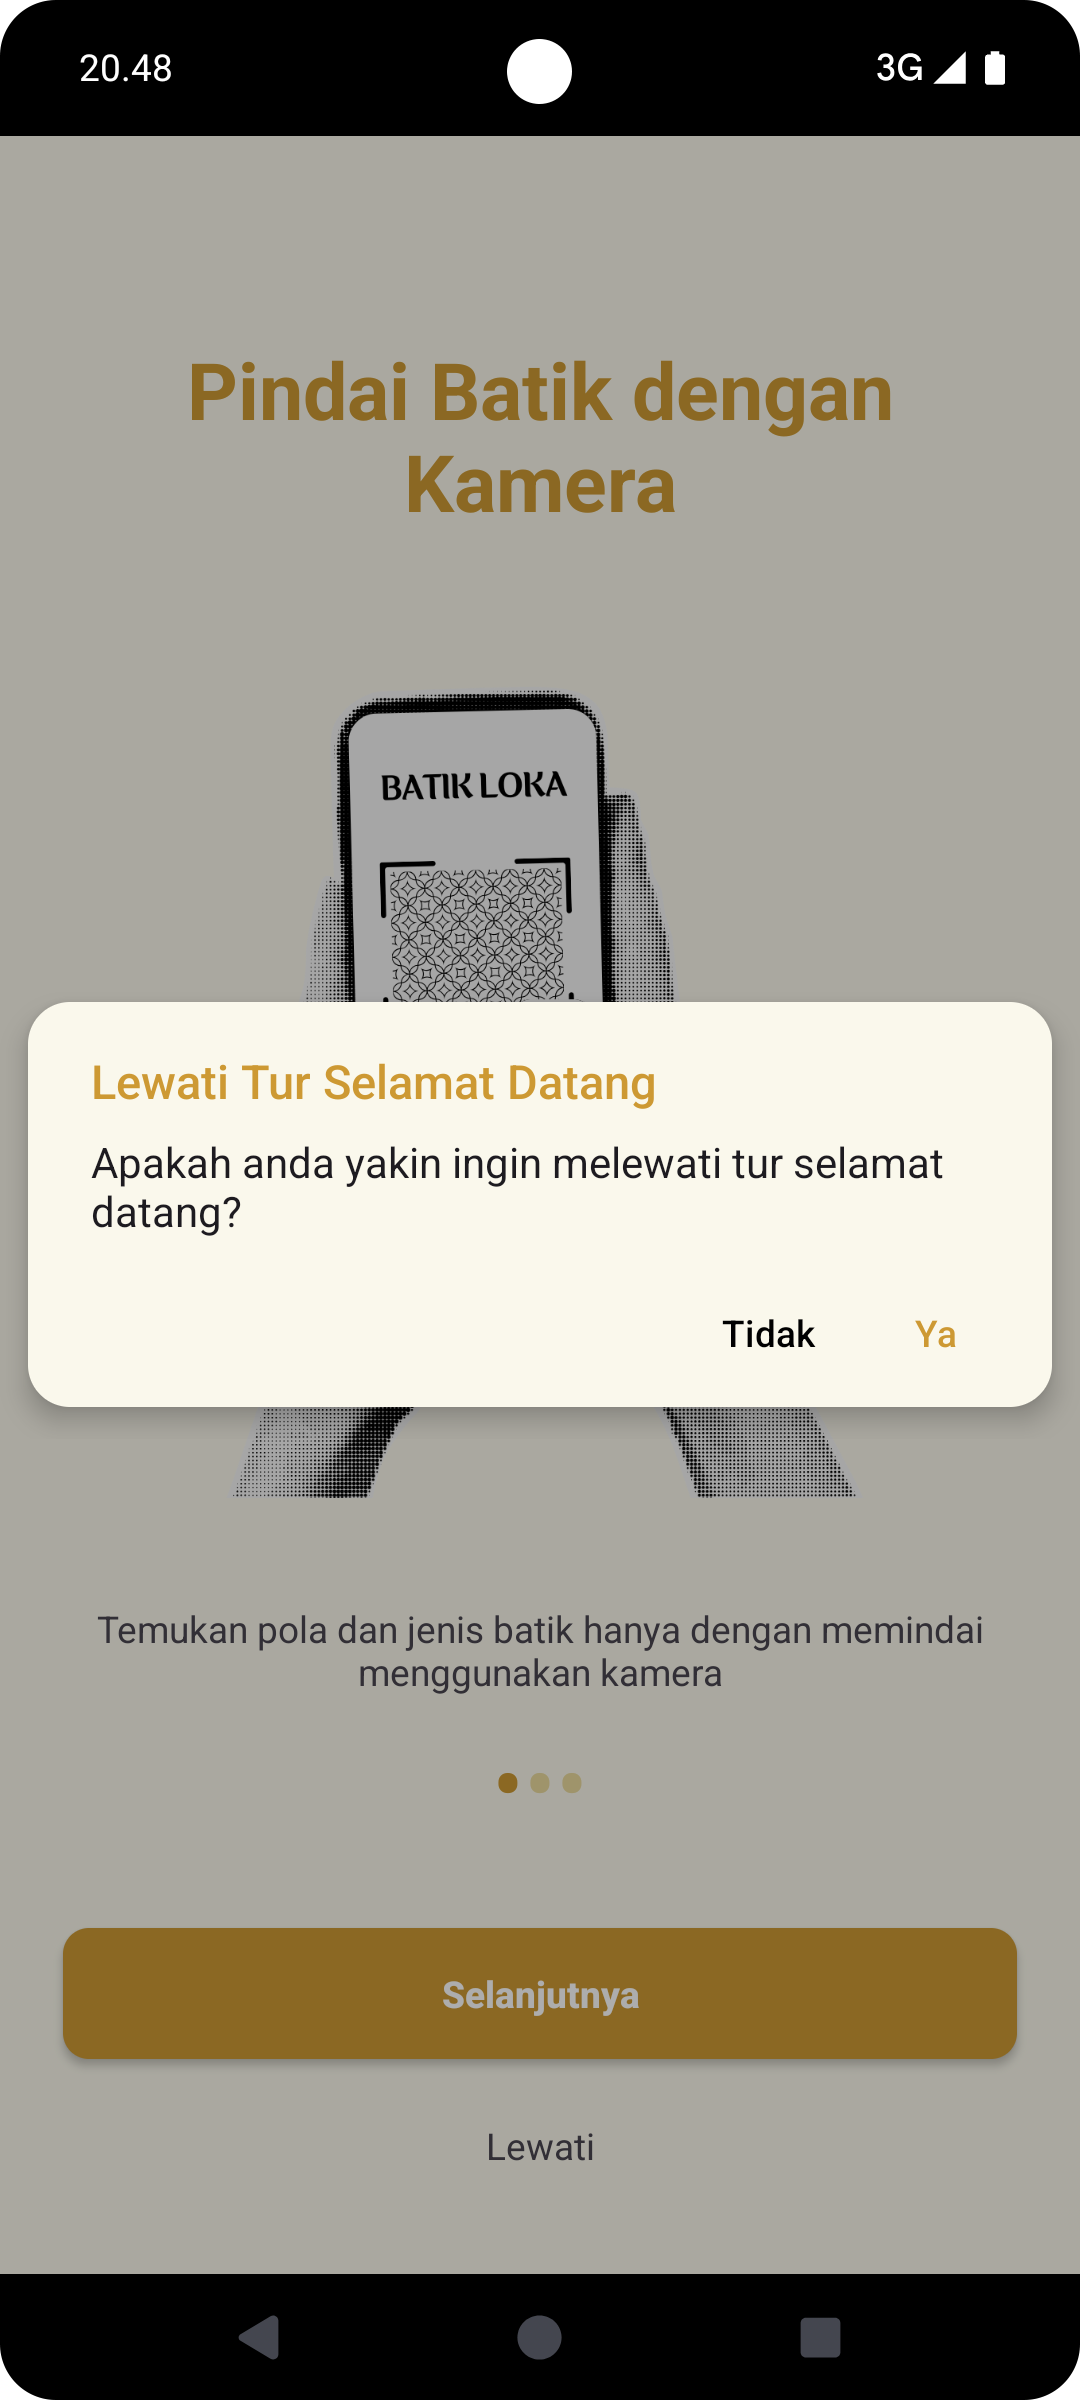 20.48
3G
Pindai Batik dengan
Kamera
BATIK LOKA
Lewati Tur Selamat Datang
Apakah anda yakin ingin melewati tur selamat
datang?
Tidak
Ya
Temukan pola dan jenis batik hanya dengan memindai
menggunakan kamera
Selanjutnya
Lewati